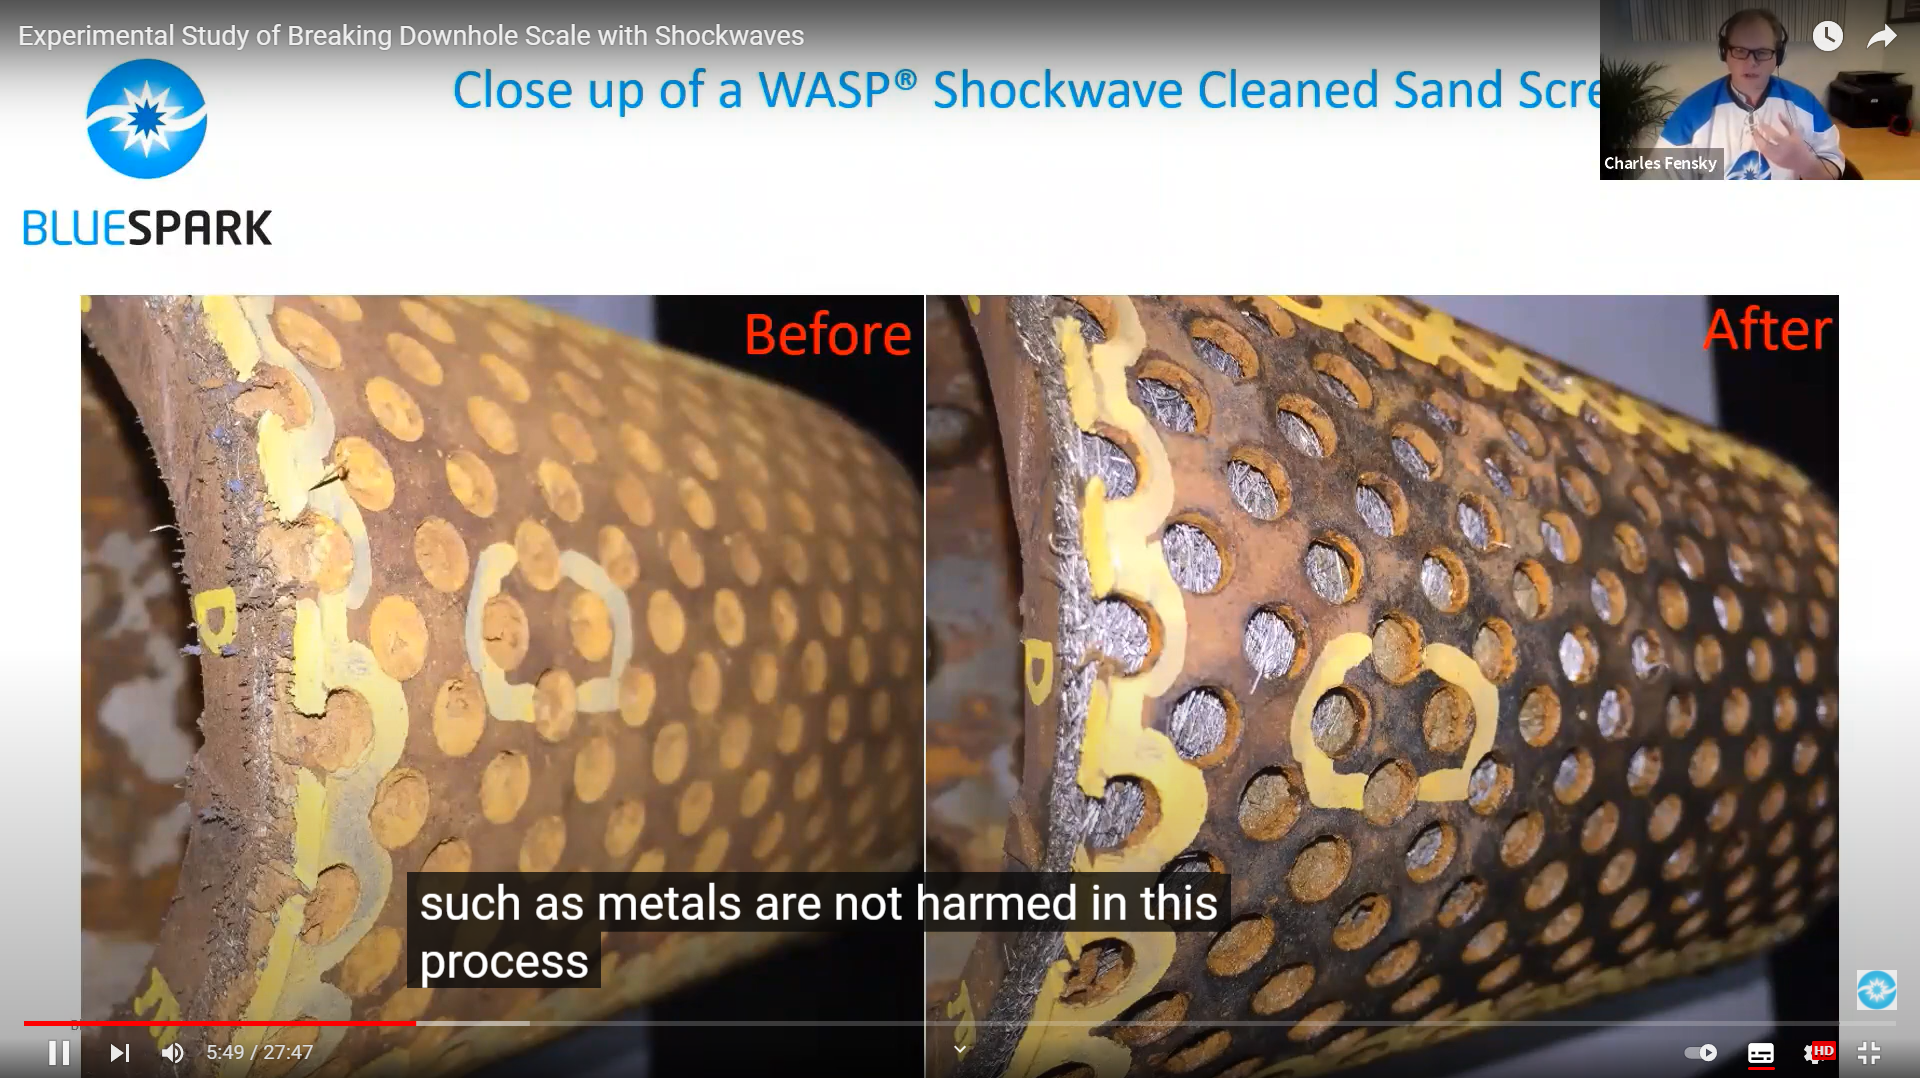 Experimental Study of Breaking Downhole Scale with Shockwaves
Close up of a WASP® Shockwave Cleaned Sand Scre
Charles Fensky
BLUESPARK
Before
After
such as metals are not harmed in this
process
5:49 / 27:47
HD